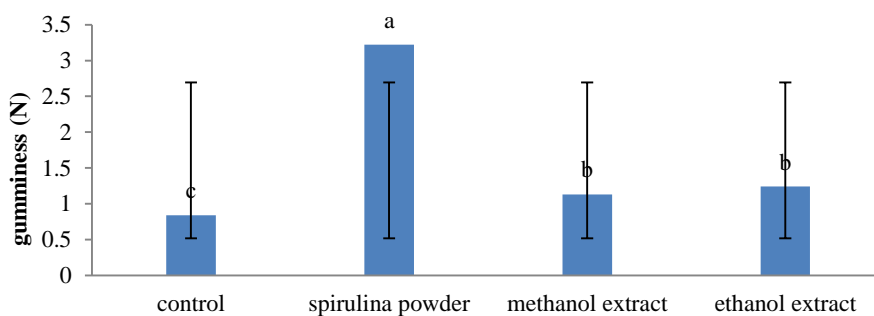 gumminess (N)
3.5
3
2.5
2
1.5
1
0.5
0
c
a
b
b
control
spirulina powder
methanol extract
ethanol extract